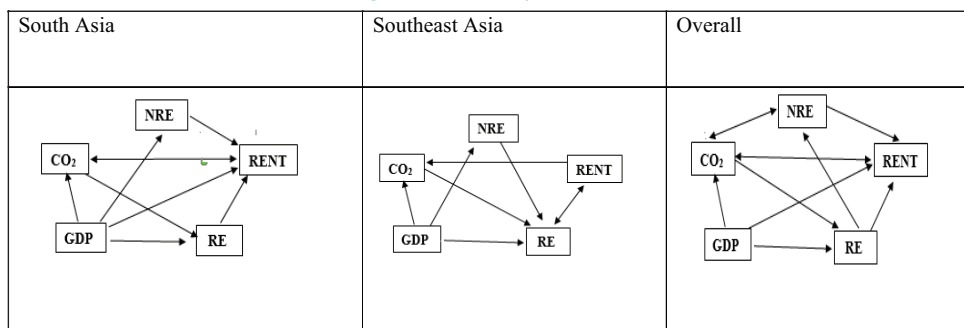 South Asia
Southeast Asia
Overall
NRE
CO₂
RENT
GDP
RE
NRE
CO₂
RENT
GDP
RE
NRE
CO₂
RENT
GDP
RE